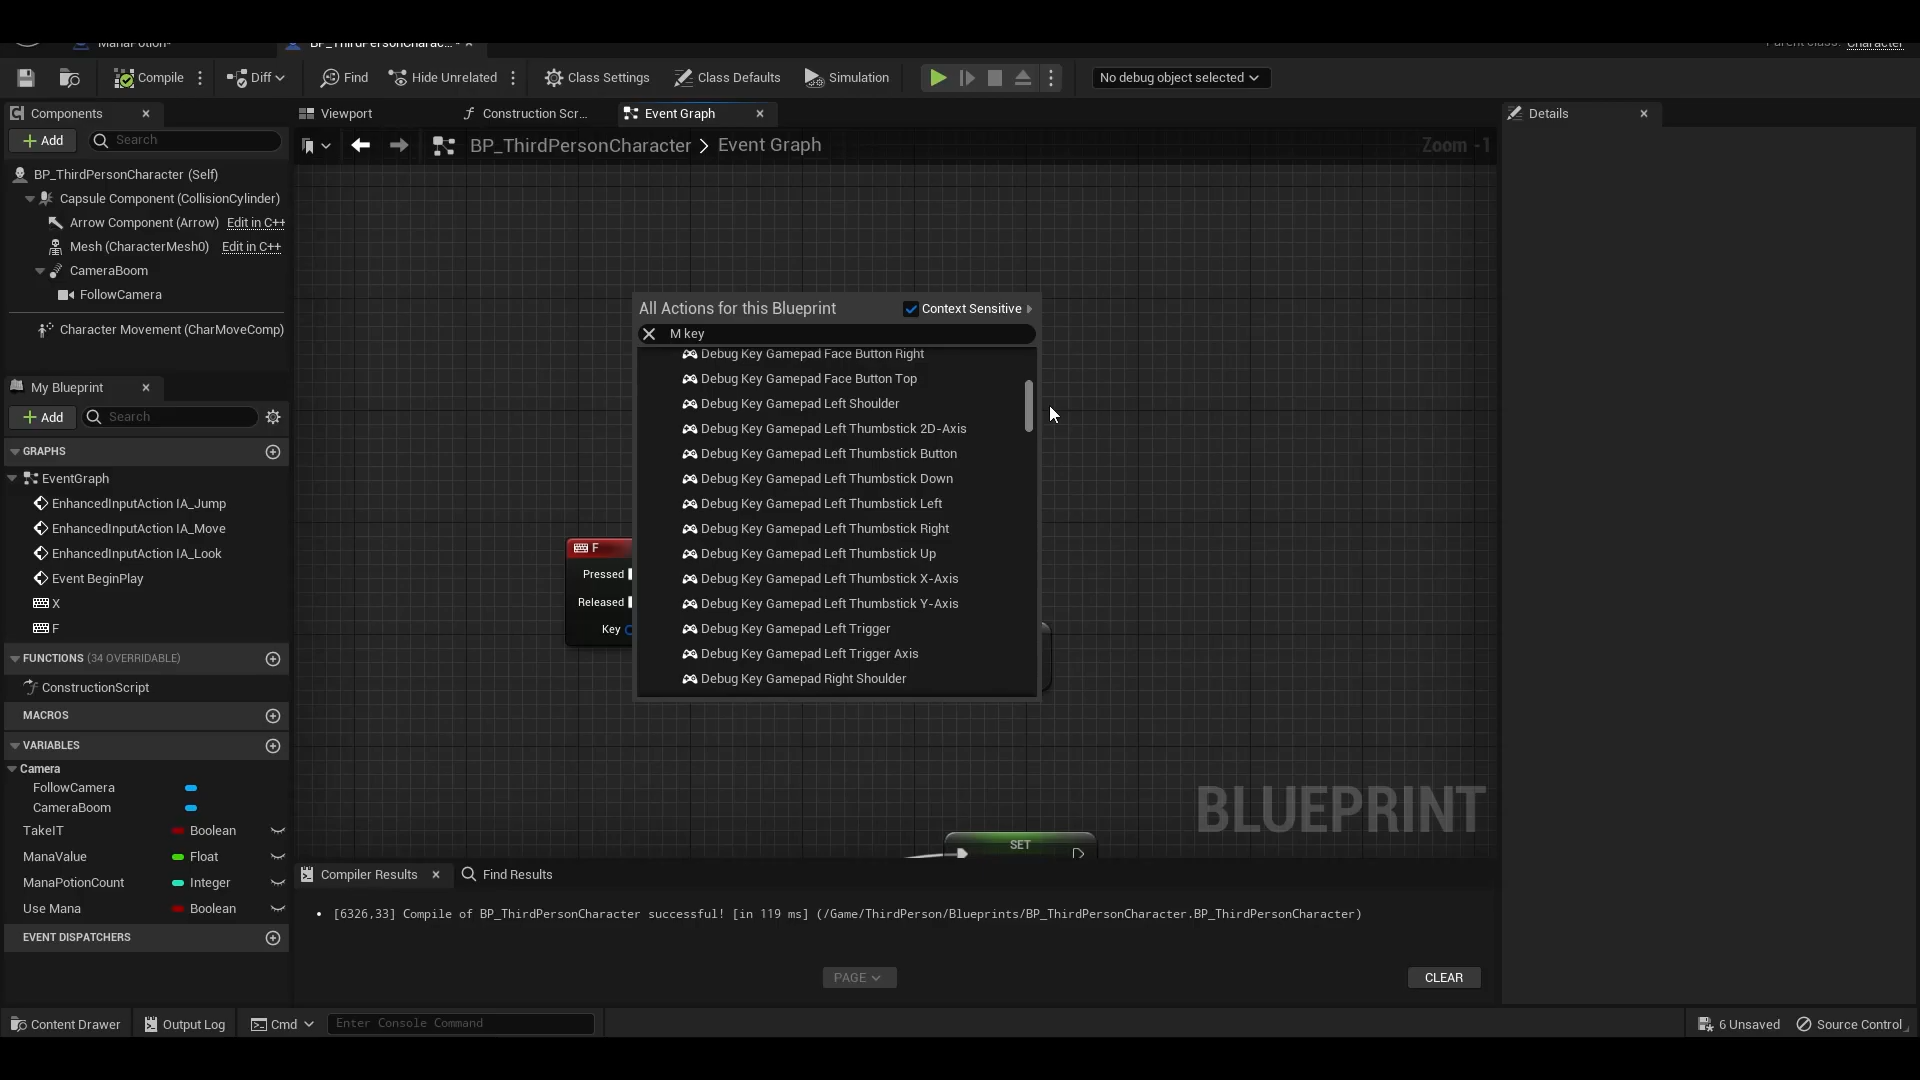 ManaPotion*
BP_ThirdPersonCharac...*
Parent class: Character
Compile
Diff
Find
Hide Unrelated
Class Settings
Class Defaults
Simulation
No debug object selected
Components
Add
Search
BP_ThirdPersonCharacter (Self)
Capsule Component (CollisionCylinder)
Arrow Component (Arrow) Edit in C++
Mesh (CharacterMesh0) Edit in C++
CameraBoom
FollowCamera
Character Movement (CharMoveComp)
My Blueprint
Add
Search
GRAPHS
EventGraph
EnhancedInputAction IA_Jump
EnhancedInputAction IA_Move
EnhancedInputAction IA_Look
Event BeginPlay
X
F
FUNCTIONS (34 OVERRIDABLE)
ConstructionScript
MACROS
VARIABLES
Camera
FollowCamera
CameraBoom
TakeIT Boolean
ManaValue Float
ManaPotionCount Integer
Use Mana Boolean
EVENT DISPATCHERS
Viewport
Construction Scr...
Event Graph
BP_ThirdPersonCharacter > Event Graph
Zoom -1
F
Pressed
Released
Key
All Actions for this Blueprint
Context Sensitive
M key
Debug Key Gamepad Face Button Right
Debug Key Gamepad Face Button Top
Debug Key Gamepad Left Shoulder
Debug Key Gamepad Left Thumbstick 2D-Axis
Debug Key Gamepad Left Thumbstick Button
Debug Key Gamepad Left Thumbstick Down
Debug Key Gamepad Left Thumbstick Left
Debug Key Gamepad Left Thumbstick Right
Debug Key Gamepad Left Thumbstick Up
Debug Key Gamepad Left Thumbstick X-Axis
Debug Key Gamepad Left Thumbstick Y-Axis
Debug Key Gamepad Left Trigger
Debug Key Gamepad Left Trigger Axis
Debug Key Gamepad Right Shoulder
SET
BLUEPRINT
Details
Compiler Results
Find Results
[6326,33] Compile of BP_ThirdPersonCharacter successful! [in 119 ms] (/Game/ThirdPerson/Blueprints/BP_ThirdPersonCharacter.BP_ThirdPersonCharacter)
PAGE
CLEAR
Content Drawer
Output Log
Cmd
Enter Console Command
6 Unsaved
Source Control